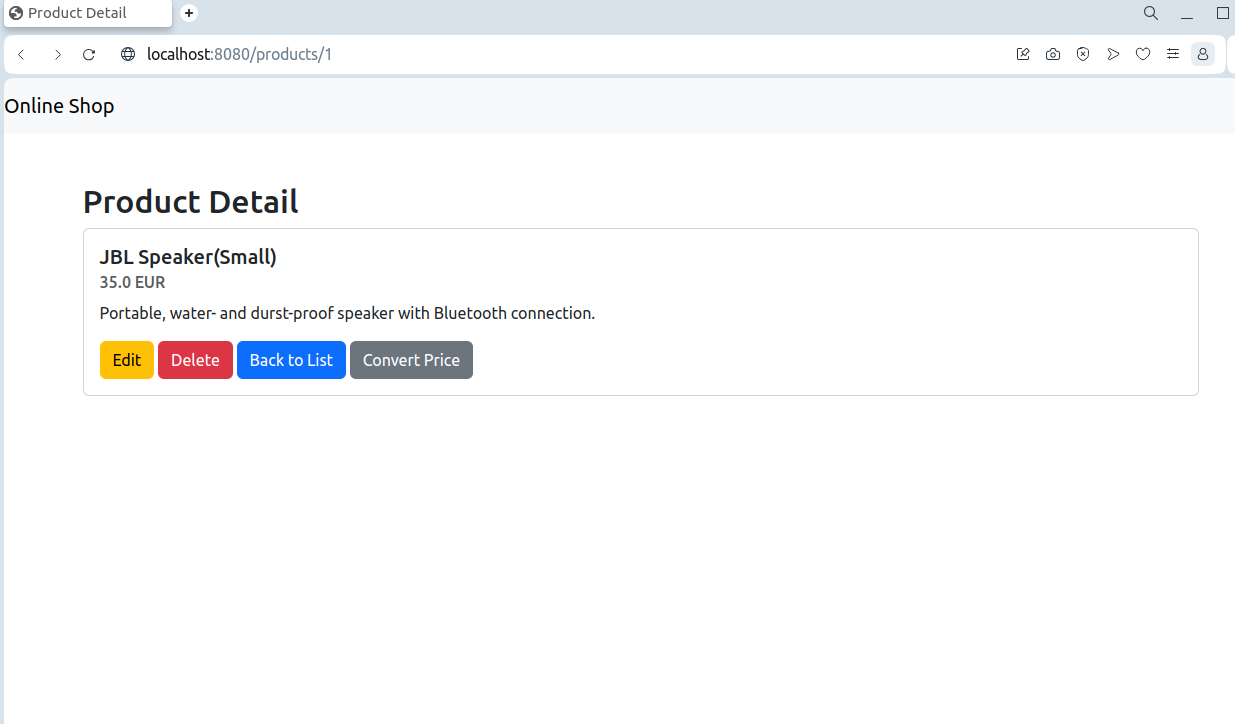 Product Detail
localhost:8080/products/1
Online Shop
Product Detail
JBL Speaker(Small)
35.0 EUR
Portable, water- and durst-proof speaker with Bluetooth connection.
Edit Delete Back to List Convert Price